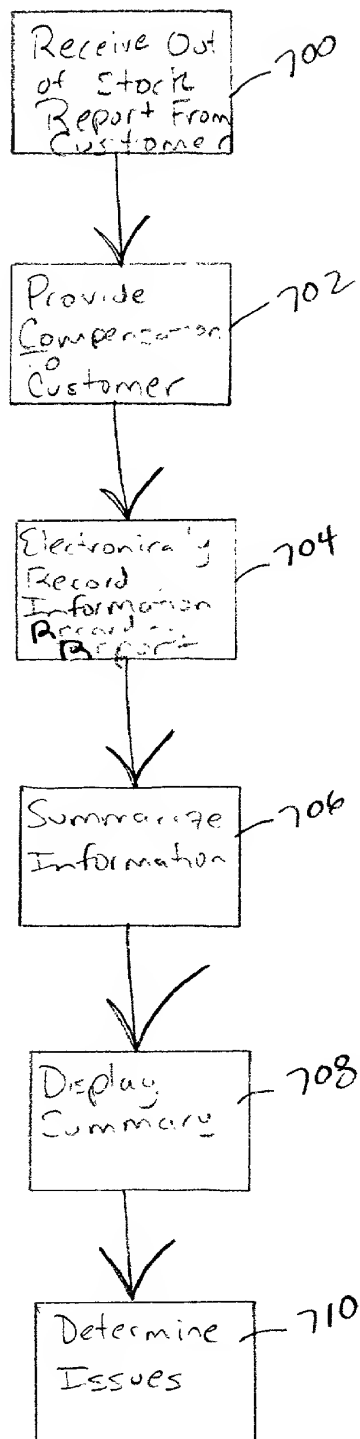 Receive Out
of Stock
Report From
Customer
700
Provide
Compensation
To
Customer
702
Electronically
Record
Information
Report
704
Summarize
Information
706
Display
Summary
708
Determine
Issues
710